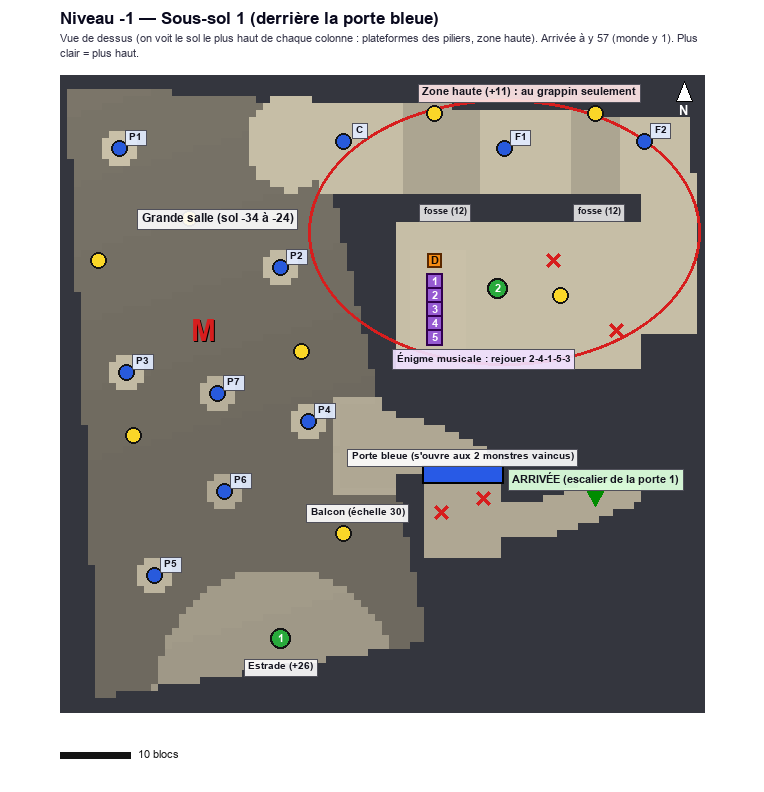 Niveau -1 — Sous-sol 1 (derrière la porte bleue)
Vue de dessus (on voit le sol le plus haut de chaque colonne : plateformes des piliers, zone haute). Arrivée à y 57 (monde y 1). Plus
clair = plus haut.
Zone haute (+11) : au grappin seulement
N
P1
C
F1
F2
Grande salle (sol -34 à -24)
fosse (12)
fosse (12)
P2
D
1
2
3
4
5
2
M
Énigme musicale : rejouer 2-4-1-5-3
P3
P7
P4
Porte bleue (s'ouvre aux 2 monstres vaincus)
ARRIVÉE (escalier de la porte 1)
P6
Balcon (échelle 30)
P5
1
Estrade (+26)
10 blocs